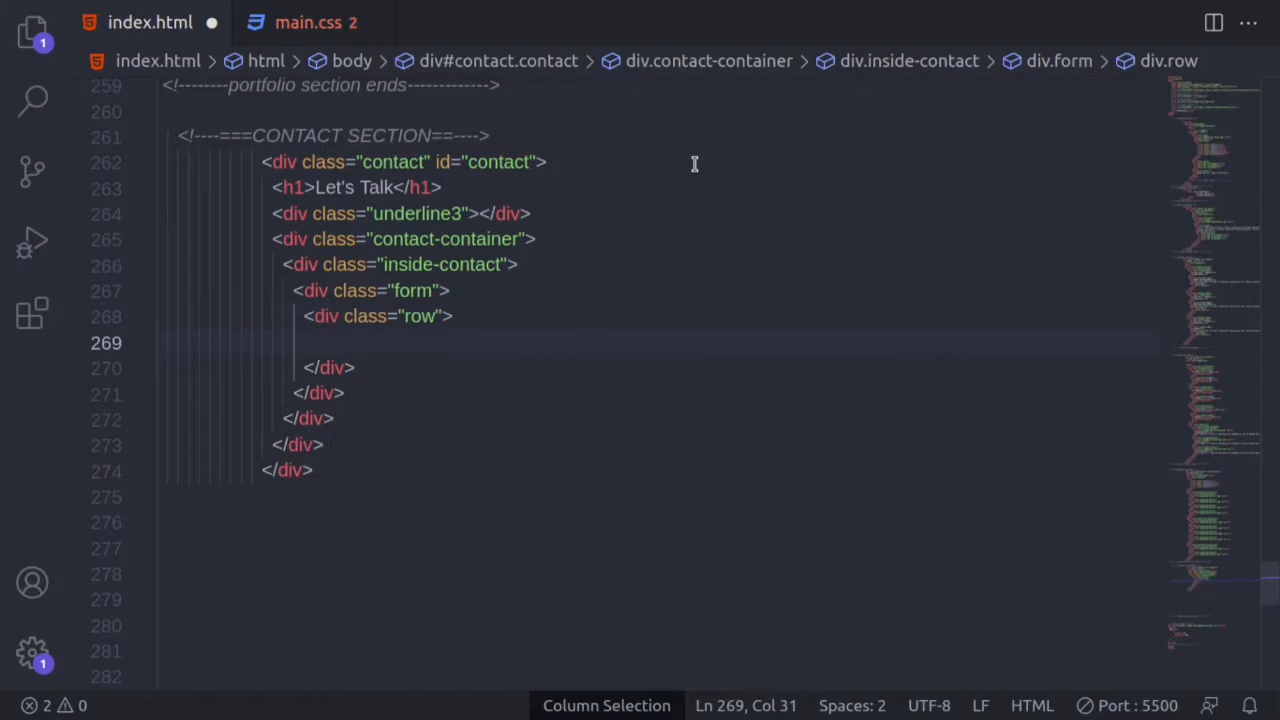 index.html
main.css 2
index.html > html > body > div#contact.contact > div.contact-container > div.inside-contact > div.form > div.row
259 <!--------portfolio section ends------------->
260
261 <!----===CONTACT SECTION==---->
262 <div class="contact" id="contact">
263 <h1>Let's Talk</h1>
264 <div class="underline3"></div>
265 <div class="contact-container">
266 <div class="inside-contact">
267 <div class="form">
268 <div class="row">
269
270 </div>
271 </div>
272 </div>
273 </div>
274 </div>
275
276
277
278
279
280
281
282
1
1
2 0 Column Selection Ln 269, Col 31 Spaces: 2 UTF-8 LF HTML Port : 5500